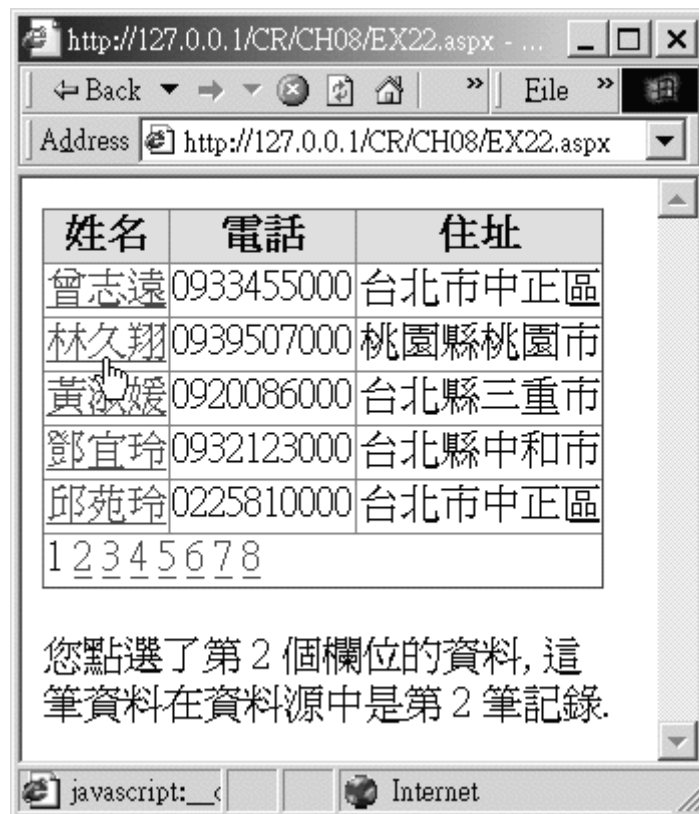 http://127.0.0.1/CR/CH08/EX22.aspx - ...
Back » File »
Address http://127.0.0.1/CR/CH08/EX22.aspx
姓名 電話 住址
曾志遠 0933455000 台北市中正區
林久翔 0939507000 桃園縣桃園市
黃淑媛 0920086000 台北縣三重市
鄧宜玲 0932123000 台北縣中和市
邱苑玲 0225810000 台北市中正區
1 2 3 4 5 6 7 8
您點選了第 2 個欄位的資料, 這
筆資料在資料源中是第 2 筆記錄.
javascript:__ Internet